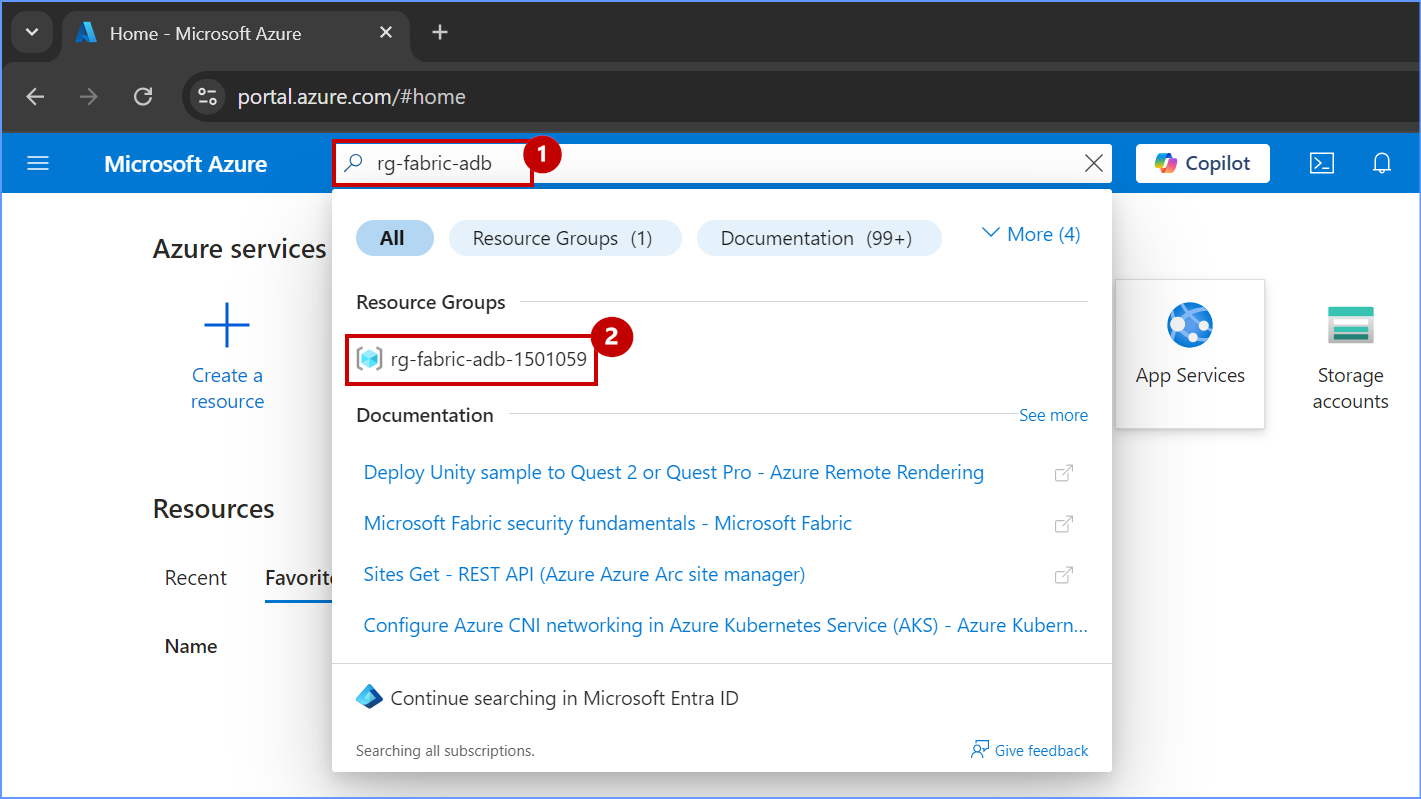 Home - Microsoft Azure
portal.azure.com/#home
Microsoft Azure
rg-fabric-adb
1
Copilot
All
Resource Groups (1)
Documentation (99+)
More (4)
Azure services
Create a
resource
App Services
Storage
accounts
Resource Groups
rg-fabric-adb-1501059
2
Documentation
See more
Deploy Unity sample to Quest 2 or Quest Pro - Azure Remote Rendering
Microsoft Fabric security fundamentals - Microsoft Fabric
Sites Get - REST API (Azure Azure Arc site manager)
Configure Azure CNI networking in Azure Kubernetes Service (AKS) - Azure Kubern...
Resources
Recent
Favorite
Name
Continue searching in Microsoft Entra ID
Searching all subscriptions.
Give feedback